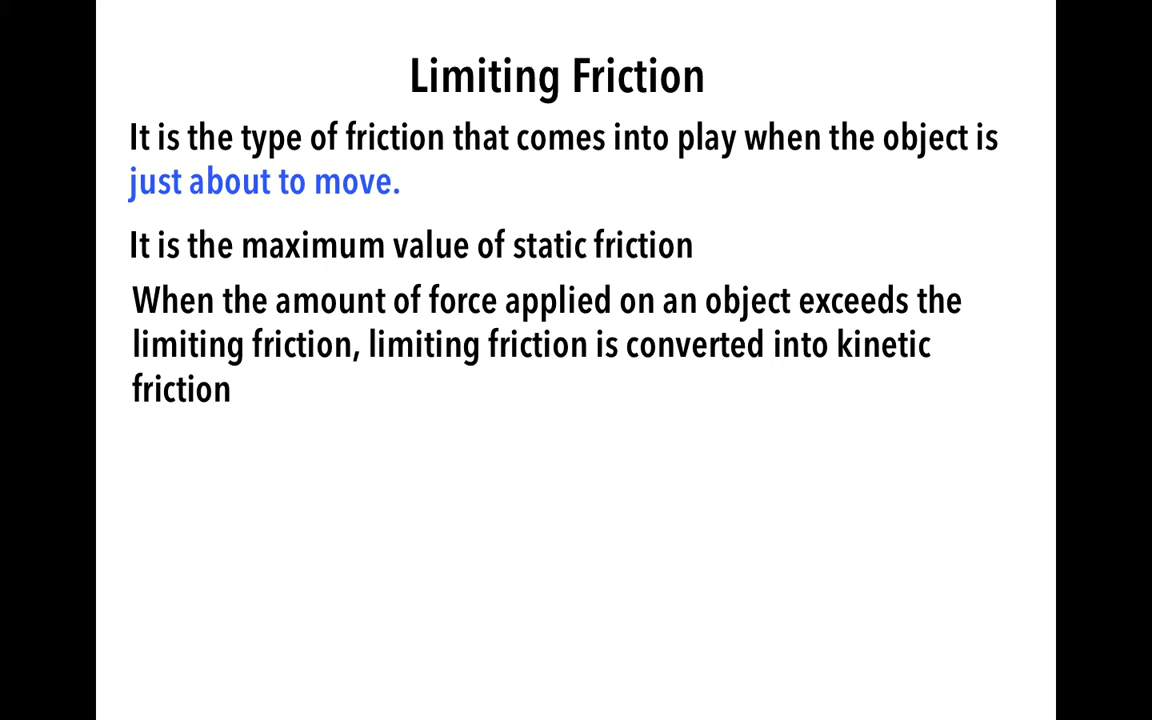 Limiting Friction
It is the type of friction that comes into play when the object is
just about to move.
It is the maximum value of static friction
When the amount of force applied on an object exceeds the
limiting friction, limiting friction is converted into kinetic
friction